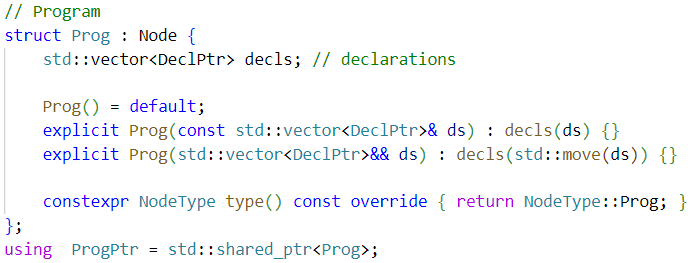 // Program
struct Prog : Node {
    std::vector<DeclPtr> decls; // declarations
    Prog() = default;
    explicit Prog(const std::vector<DeclPtr>& ds) : decls(ds) {}
    explicit Prog(std::vector<DeclPtr>&& ds) : decls(std::move(ds)) {}
    constexpr NodeType type() const override { return NodeType::Prog; }
};
using  ProgPtr = std::shared_ptr<Prog>;